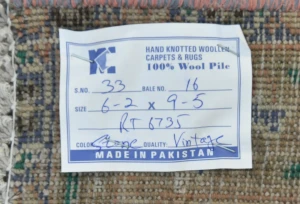 HAND KNOTTED WOOLLEN
CARPETS & RUGS
100% Wool Pile
S.NO. 33 BALE NO. 16
SIZE 6-2 x 9-5
RT 6735
COLOR Stone QUALITY: Vintage
MADE IN PAKISTAN